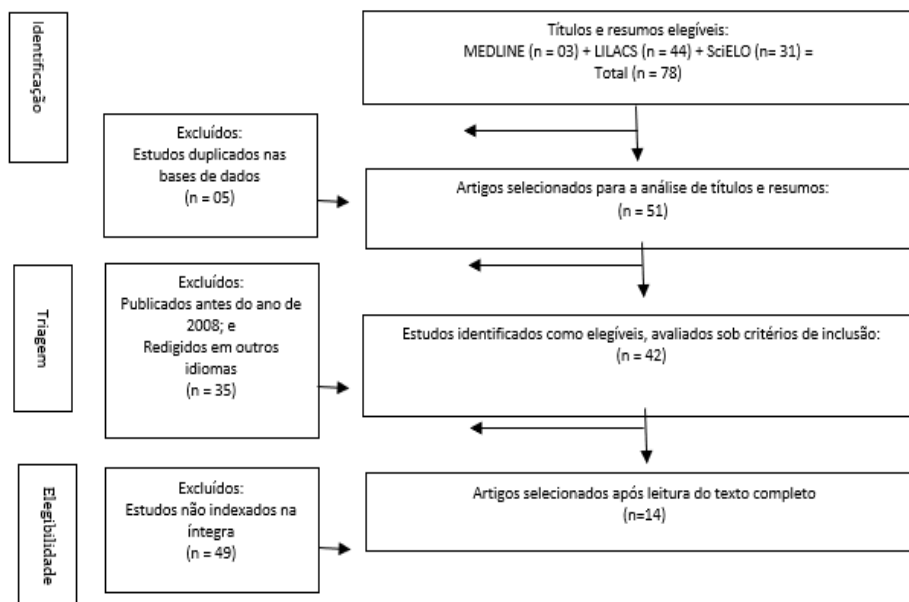 Identificação
Títulos e resumos elegíveis:
MEDLINE (n = 03) + LILACS (n = 44) + SciELO (n= 31) =
Total (n = 78)
Excluídos:
Estudos duplicados nas
bases de dados
(n = 05)
Artigos selecionados para a análise de títulos e resumos:
(n = 51)
Triagem
Excluídos:
Publicados antes do ano de
2008; e
Redigidos em outros
idiomas
(n = 35)
Estudos identificados como elegíveis, avaliados sob critérios de inclusão:
(n = 42)
Elegibilidade
Excluídos:
Estudos não indexados na
íntegra
(n = 49)
Artigos selecionados após leitura do texto completo
(n=14)